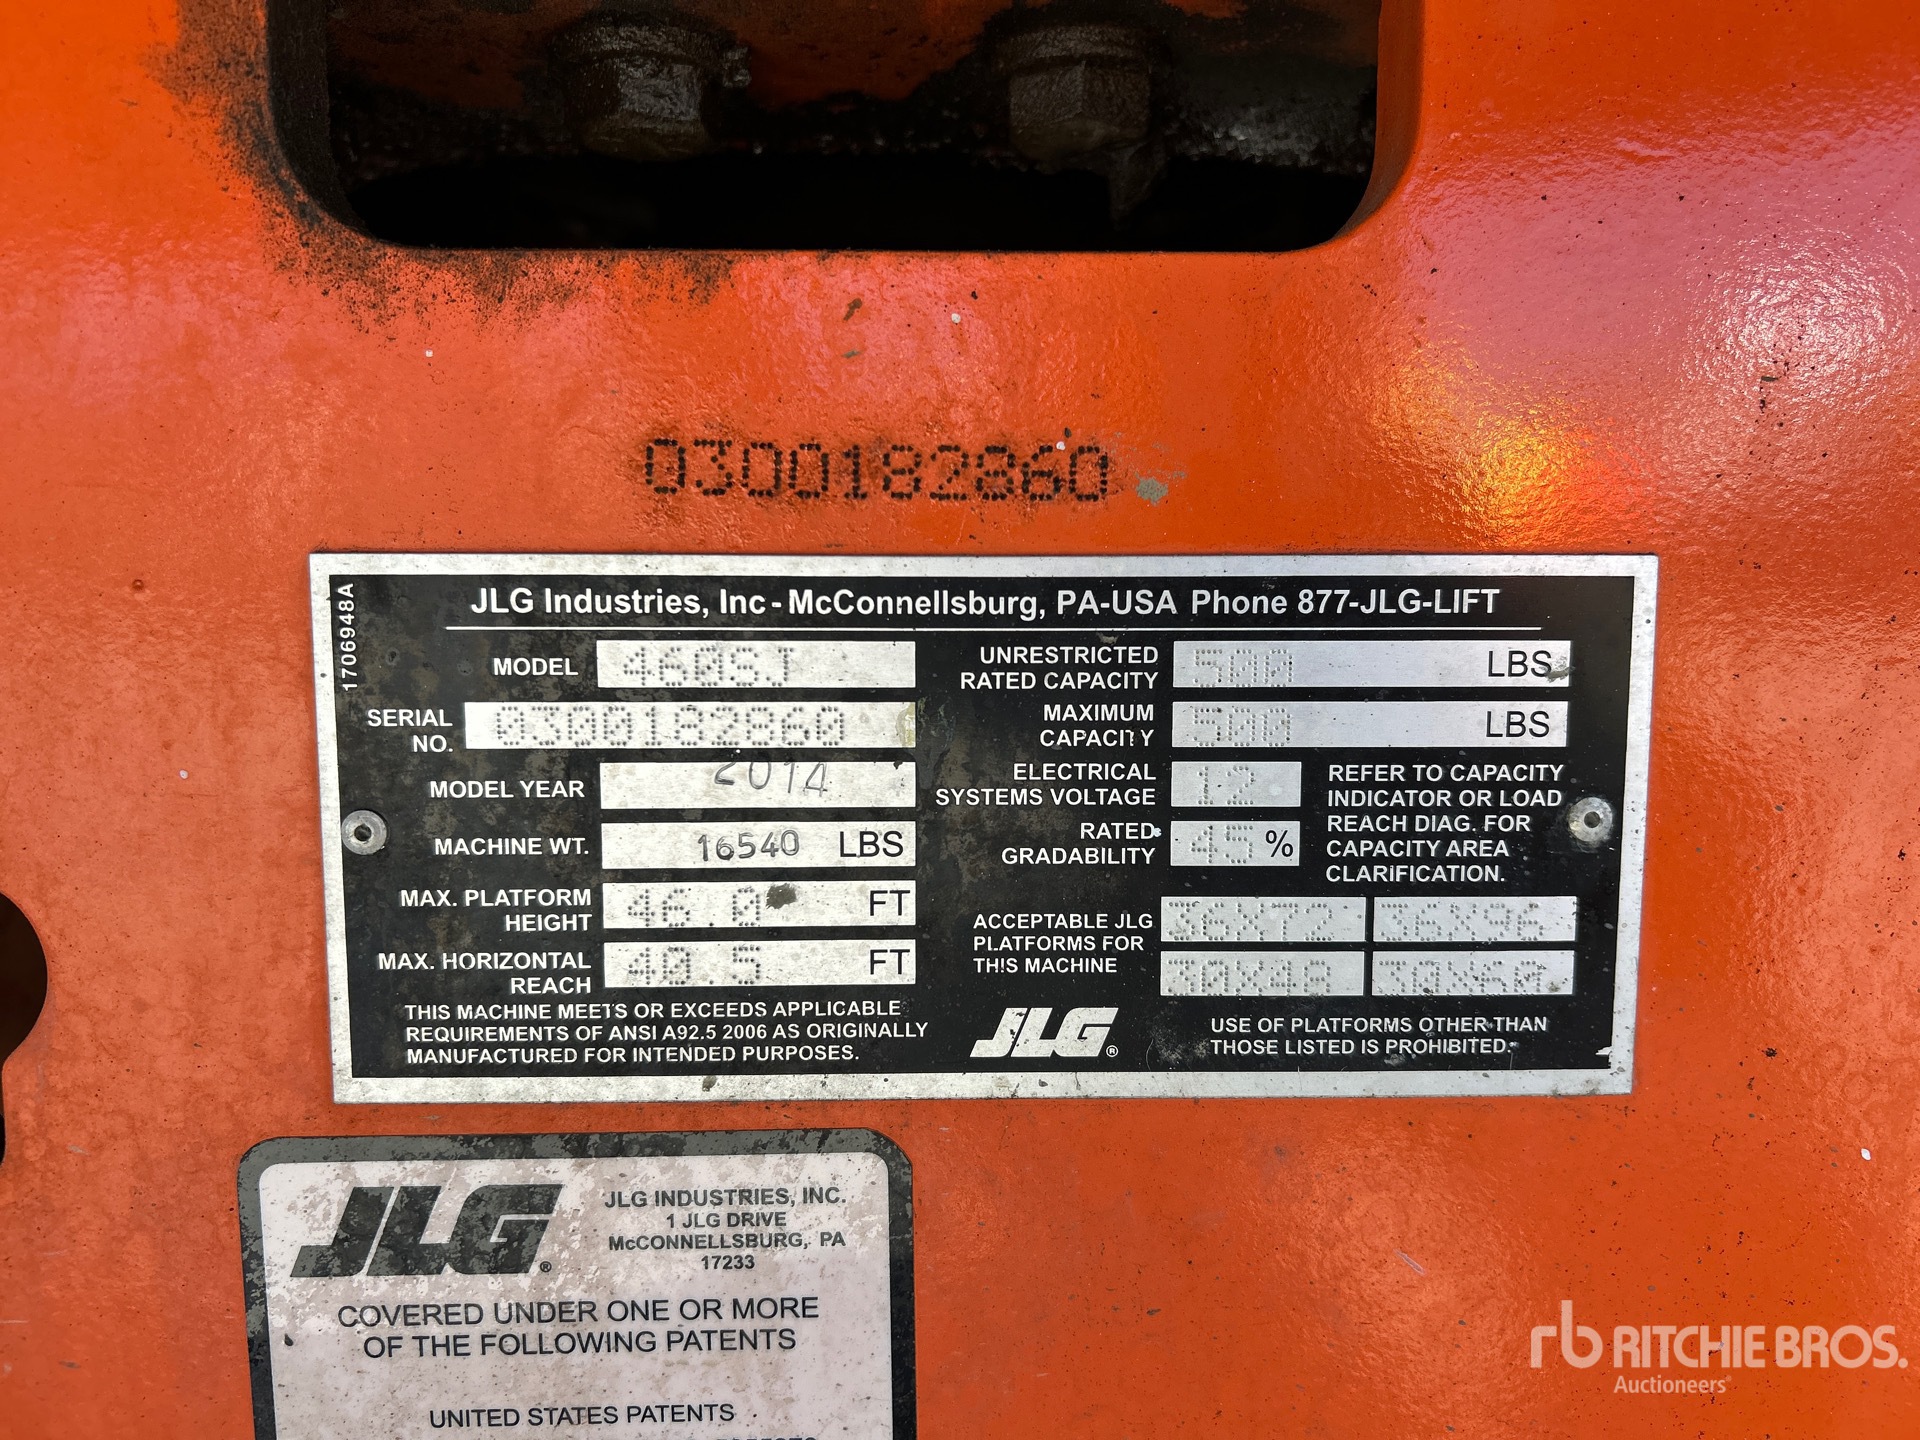 0300182860
1706948A
JLG Industries, Inc - McConnellsburg, PA-USA Phone 877-JLG-LIFT
MODEL 460SJ
SERIAL NO. 0300182860
MODEL YEAR 2014
MACHINE WT. 16540 LBS
MAX. PLATFORM HEIGHT 46.0 FT
MAX. HORIZONTAL REACH 40.5 FT
THIS MACHINE MEETS OR EXCEEDS APPLICABLE
REQUIREMENTS OF ANSI A92.5 2006 AS ORIGINALLY
MANUFACTURED FOR INTENDED PURPOSES.
UNRESTRICTED RATED CAPACITY 500 LBS
MAXIMUM CAPACITY 500 LBS
ELECTRICAL SYSTEMS VOLTAGE 12
RATED GRADABILITY 45 %
REFER TO CAPACITY
INDICATOR OR LOAD
REACH DIAG. FOR
CAPACITY AREA
CLARIFICATION.
ACCEPTABLE JLG
PLATFORMS FOR
THIS MACHINE
36X72 36X96
30X48 30X60
JLG®
USE OF PLATFORMS OTHER THAN
THOSE LISTED IS PROHIBITED.
JLG®
JLG INDUSTRIES, INC.
1 JLG DRIVE
McCONNELLSBURG, PA
17233
COVERED UNDER ONE OR MORE
OF THE FOLLOWING PATENTS
UNITED STATES PATENTS
rb RITCHIE BROS.
Auctioneers